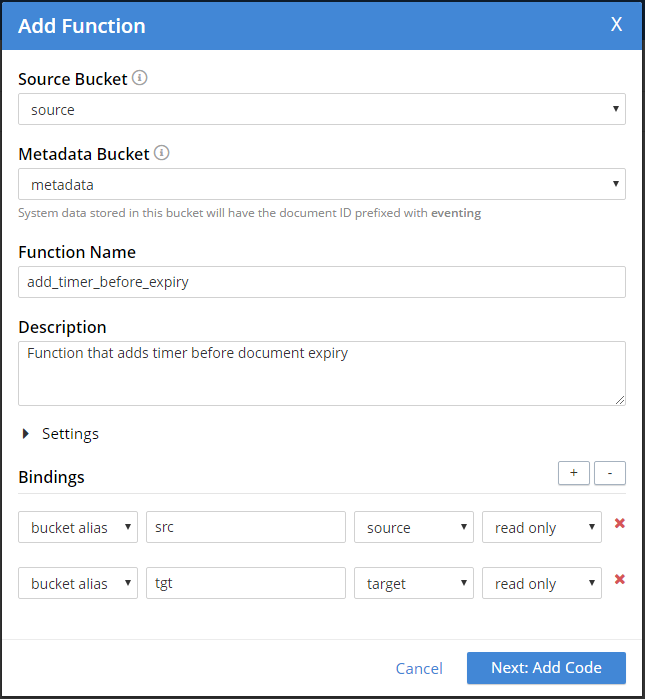 Add Function X
Source Bucket
source
Metadata Bucket
metadata
System data stored in this bucket will have the document ID prefixed with eventing
Function Name
add_timer_before_expiry
Description
Function that adds timer before document expiry
Settings
Bindings + -
bucket alias src source read only
bucket alias tgt target read only
Cancel Next: Add Code